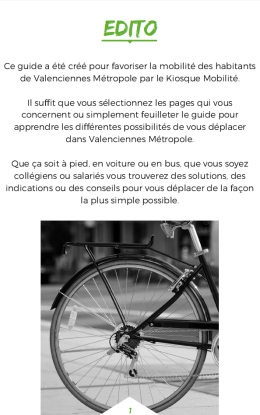 EDITO
Ce guide a été créé pour favoriser la mobilité des habitants
de Valenciennes Métropole par le Kiosque Mobilité.
Il suffit que vous sélectionnez les pages qui vous
concernent ou simplement feuilleter le guide pour
apprendre les différentes possibilités de vous déplacer
dans Valenciennes Métropole.
Que ça soit à pied, en voiture ou en bus, que vous soyez
collégiens ou salariés vous trouverez des solutions, des
indications ou des conseils pour vous déplacer de la façon
la plus simple possible.
1